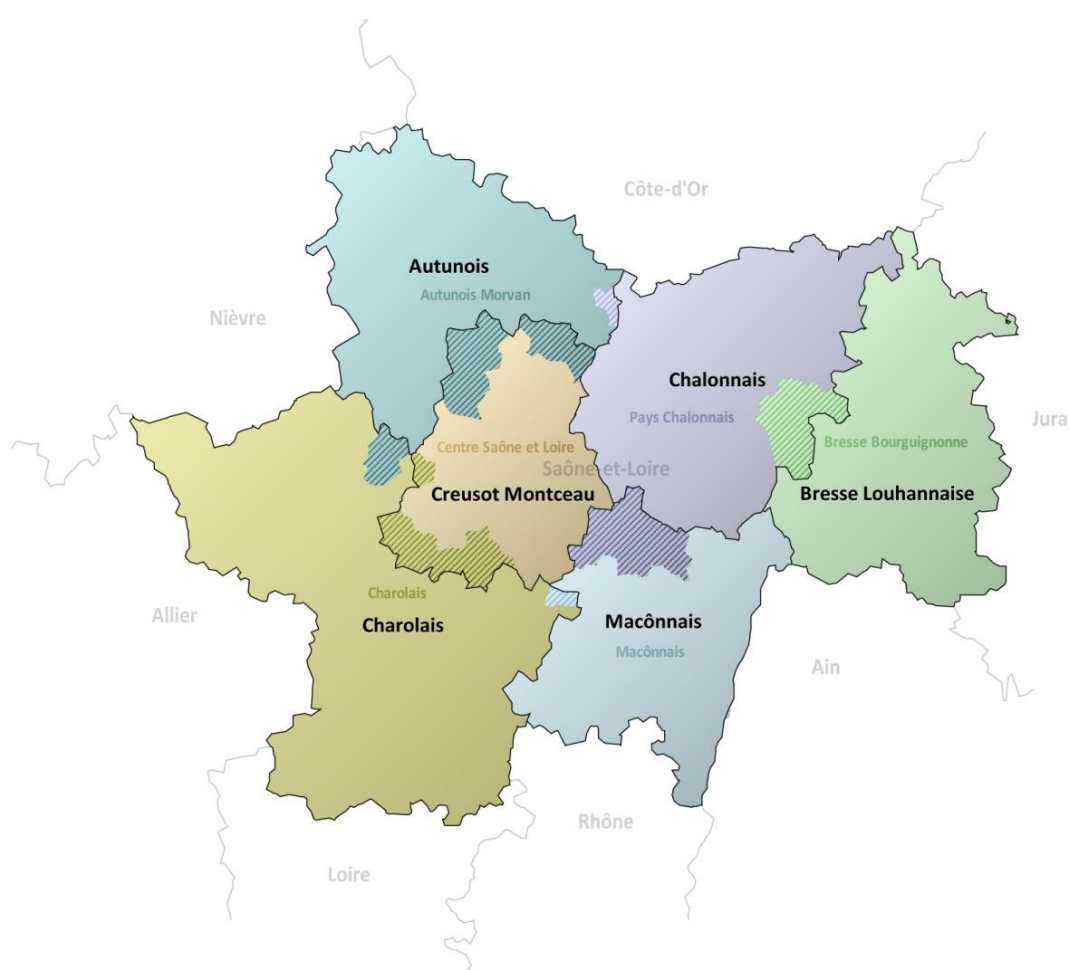 Côte-d'Or
Autunois
Autunois Morvan
Nièvre
Chalonnais
Pays Chalonnais
Jura
Bresse Bourguignonne
Centre Saône et Loire
Saône-et-Loire
Creusot Montceau
Bresse Louhannaise
Charolais
Allier
Charolais
Macônnais
Macônnais
Ain
Rhône
Loire